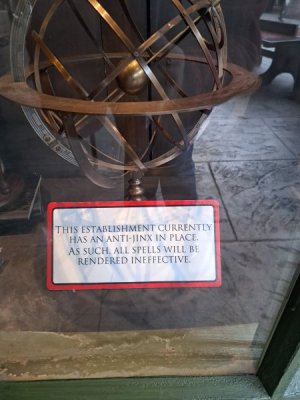 THIS ESTABLISHMENT CURRENTLY
HAS AN ANTI-JINX IN PLACE.
AS SUCH, ALL SPELLS WILL BE
RENDERED INEFFECTIVE.